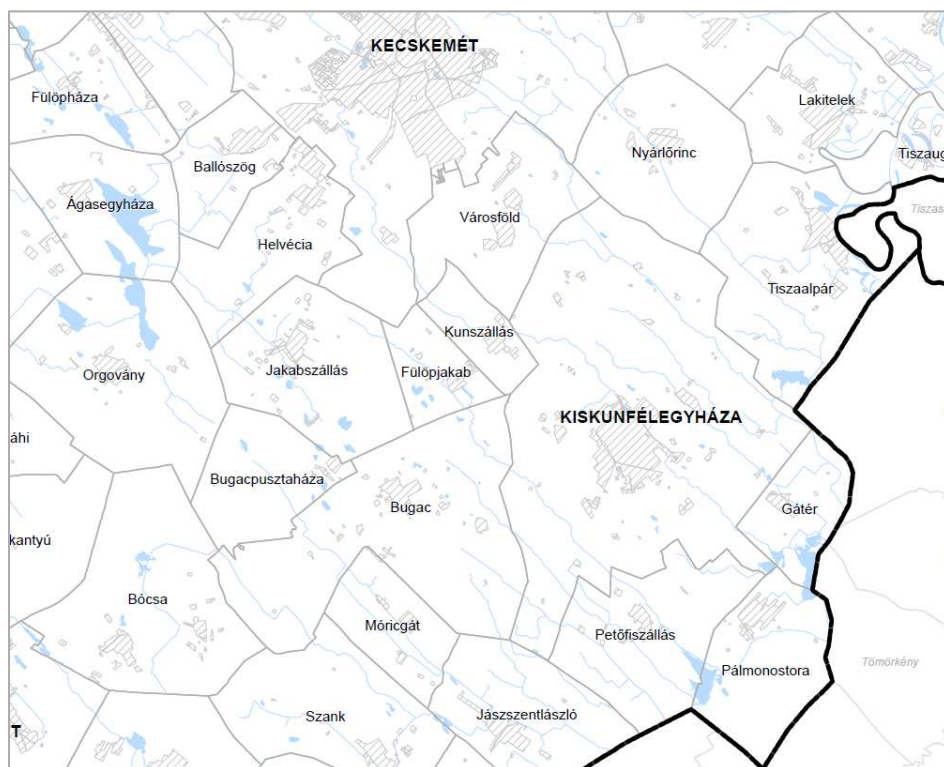 KECSKEMÉT
Fülöpháza
Lakitelek
Ballószög
Nyárlőrinc
Tiszaug
Ágasegyháza
Városföld
Tiszas
Helvécia
Tiszaalpár
Kunszállás
Orgovány
Jakabszállás
Fülöpjakab
KISKUNFÉLEGYHÁZA
áhi
Bugacpusztaháza
Bugac
Gátér
kantyú
Bócsa
Móricgát
Petőfiszállás
Pálmonostora
Tömörkény
Szank
Jászszentlászló
T